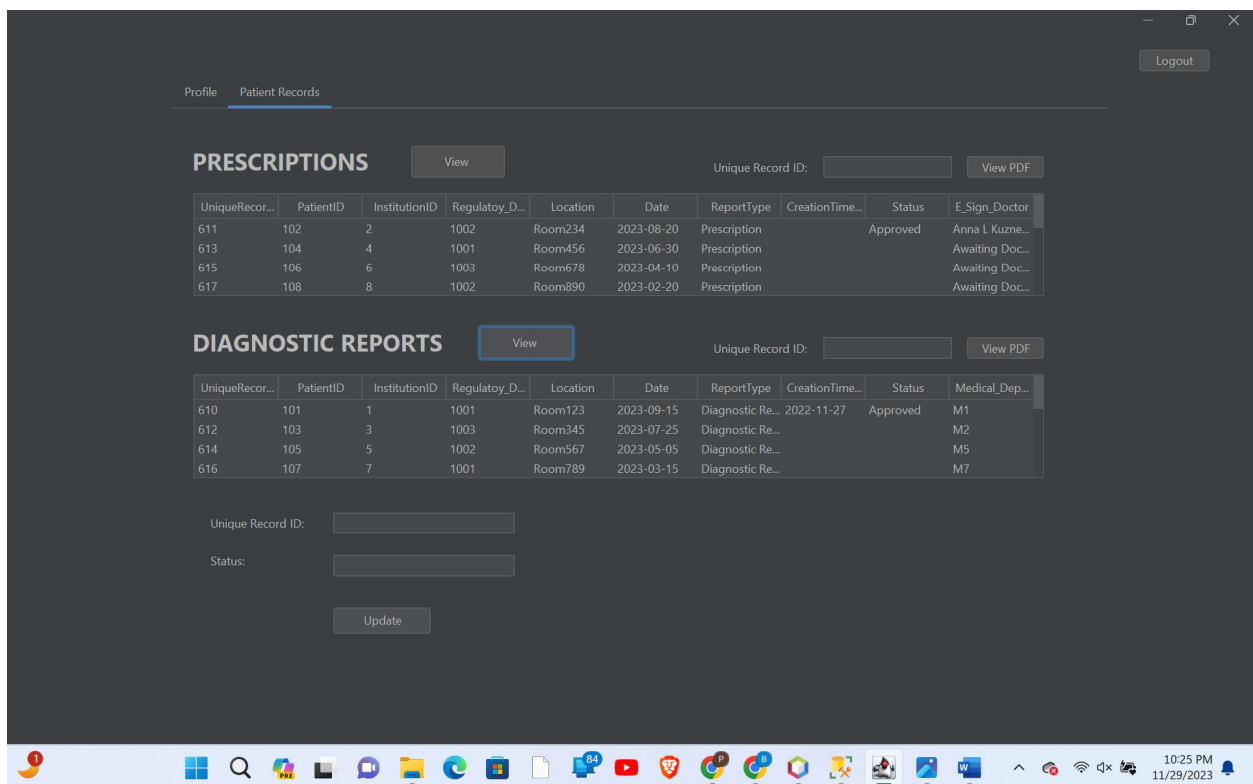 Logout
Profile Patient Records
PRESCRIPTIONS View Unique Record ID: View PDF
UniqueRecor... PatientID InstitutionID Regulatoy_D... Location Date ReportType CreationTime... Status E_Sign_Doctor
611 102 2 1002 Room234 2023-08-20 Prescription Approved Anna L Kuzne...
613 104 4 1001 Room456 2023-06-30 Prescription Awaiting Doc...
615 106 6 1003 Room678 2023-04-10 Prescription Awaiting Doc...
617 108 8 1002 Room890 2023-02-20 Prescription Awaiting Doc...
DIAGNOSTIC REPORTS View Unique Record ID: View PDF
UniqueRecor... PatientID InstitutionID Regulatoy_D... Location Date ReportType CreationTime... Status Medical_Dep...
610 101 1 1001 Room123 2023-09-15 Diagnostic Re... 2022-11-27 Approved M1
612 103 3 1003 Room345 2023-07-25 Diagnostic Re... M2
614 105 5 1002 Room567 2023-05-05 Diagnostic Re... M5
616 107 7 1001 Room789 2023-03-15 Diagnostic Re... M7
Unique Record ID:
Status:
Update
1 PRE 84 P B W 10:25 PM
11/29/2023